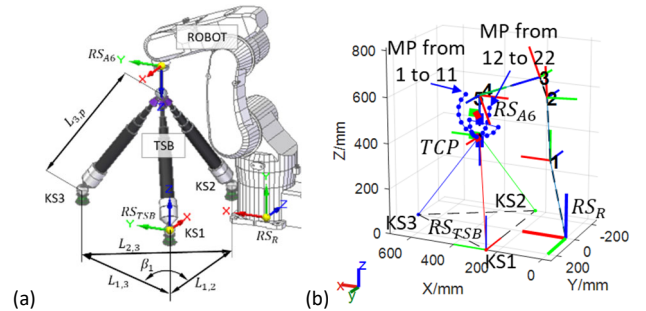 ROBOT
RS_A6
Y
X
L_3,p
TSB
KS3
KS2
RS_TSB
Z
Y
X
KS1
Y
Z
X
RS_R
L_2,3
β_1
L_1,3
L_1,2
(a)
MP from
1 to 11
MP from
12 to 22
800
600
400
200
0
Z/mm
5
4
3
2
1
RS_A6
TCP
KS2
KS3
RS_TSB
KS1
RS_R
600
400
200
0
X/mm
-200
0
200
Y/mm
z
x
y
(b)